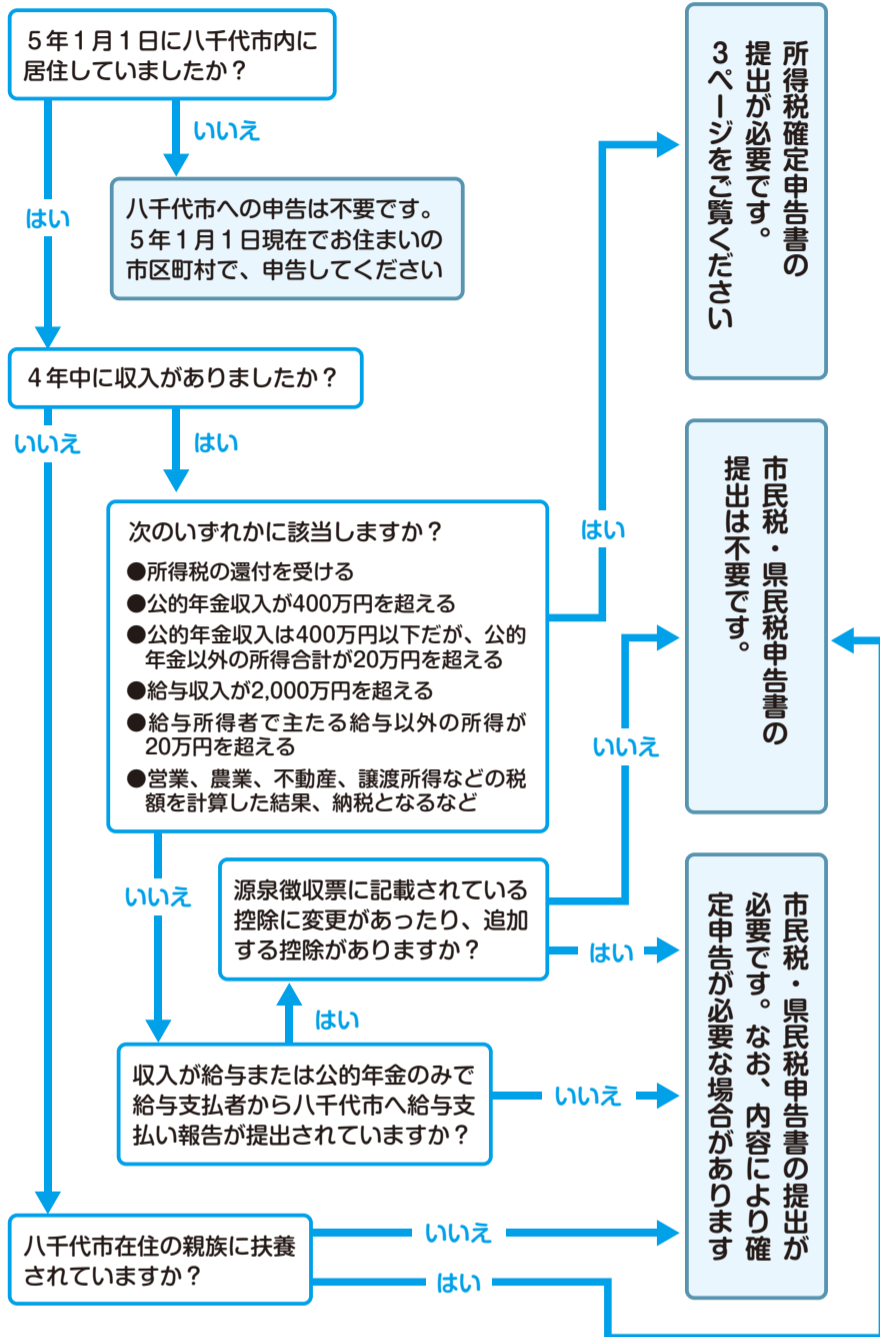 5年1月1日に八千代市内に
居住していましたか？
いいえ
はい
八千代市への申告は不要です。
5年1月1日現在でお住まいの
市区町村で、申告してください
4年中に収入がありましたか？
いいえ
はい
次のいずれかに該当しますか？
●所得税の還付を受ける
●公的年金収入が400万円を超える
●公的年金収入は400万円以下だが、公的
年金以外の所得合計が20万円を超える
●給与収入が2,000万円を超える
●給与所得者で主たる給与以外の所得が
20万円を超える
●営業、農業、不動産、譲渡所得などの税
額を計算した結果、納税となるなど
はい
いいえ
いいえ
源泉徴収票に記載されている
控除に変更があったり、追加
する控除がありますか？
はい
はい
収入が給与または公的年金のみで
給与支払者から八千代市へ給与支
払い報告が提出されていますか？
いいえ
八千代市在住の親族に扶養
されていますか？
いいえ
はい
所得税確定申告書の
提出が必要です。
3ページをご覧ください
市民税・県民税申告書の
提出は不要です。
市民税・県民税申告書の提出が
必要です。なお、内容により確
定申告が必要な場合があります